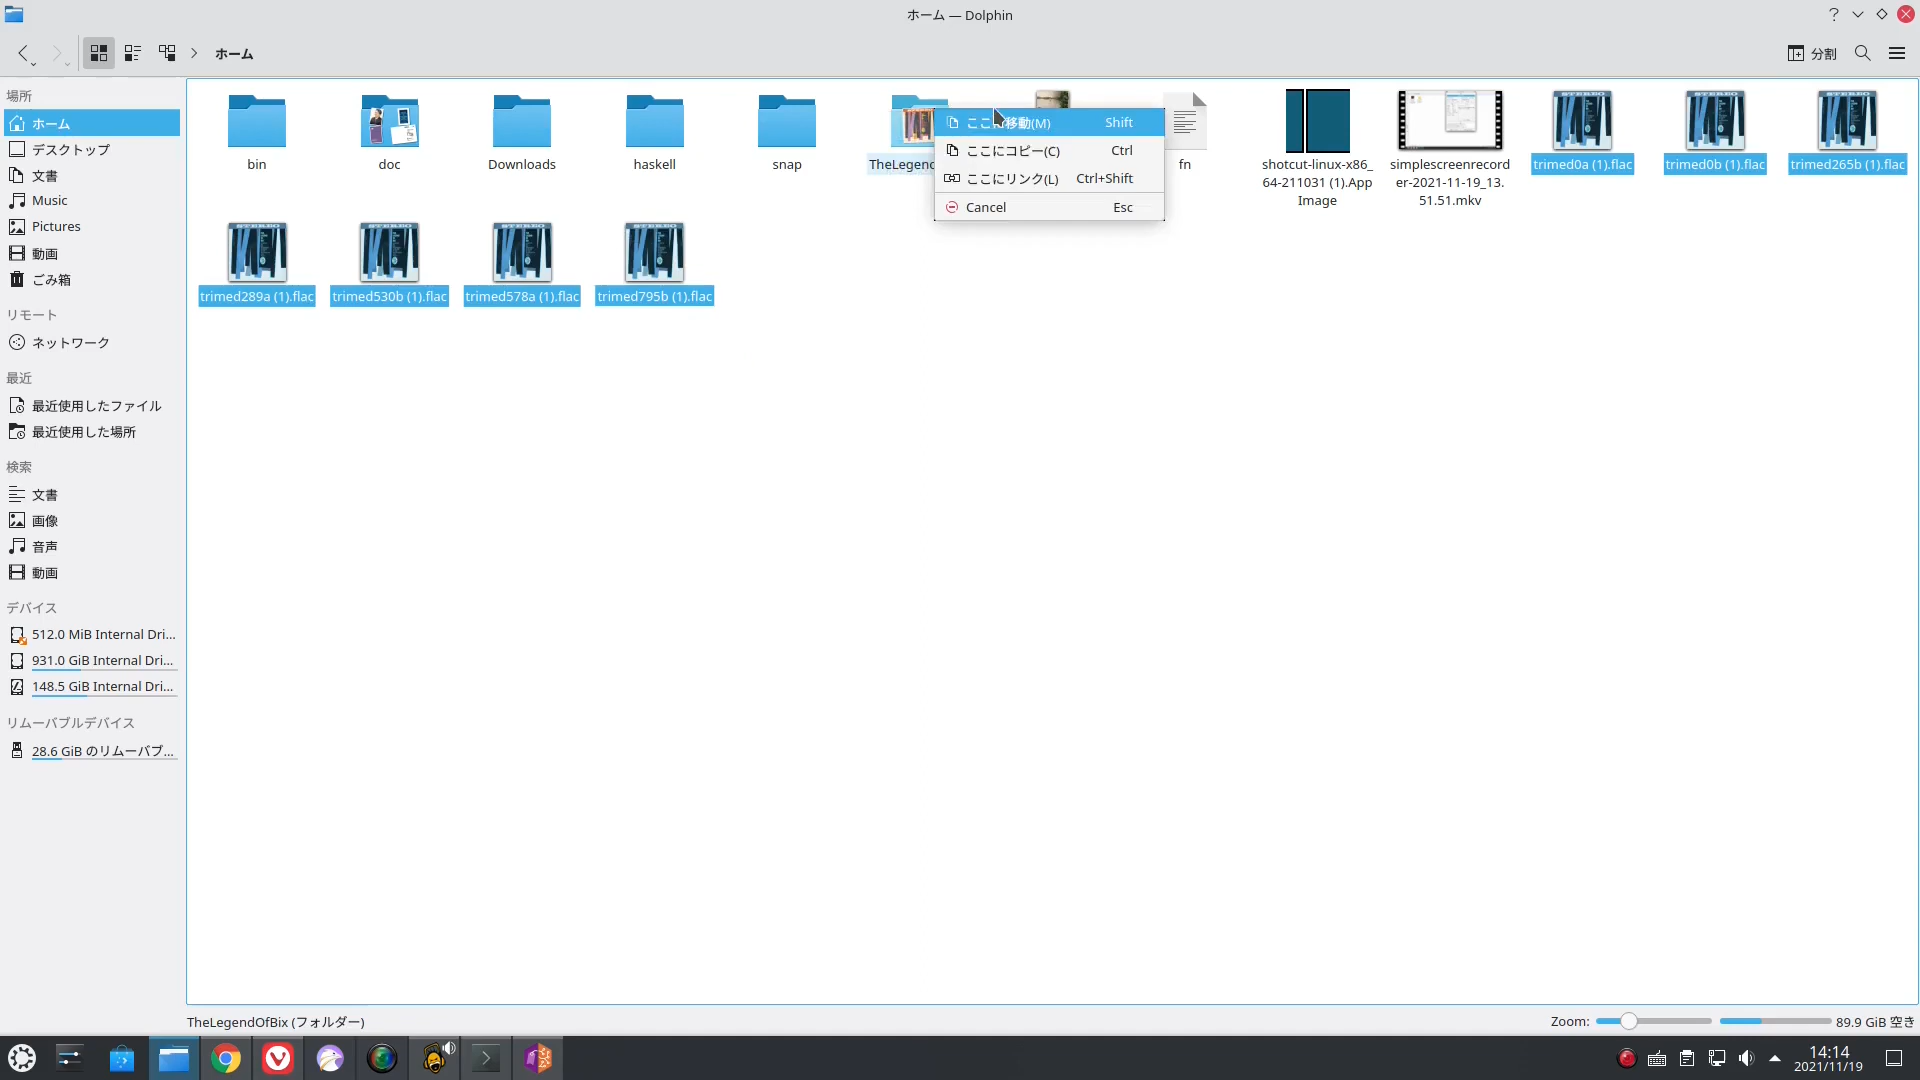 ホーム — Dolphin
ホーム
分割
場所
ホーム
デスクトップ
文書
Music
Pictures
動画
ごみ箱
リモート
ネットワーク
最近
最近使用したファイル
最近使用した場所
検索
文書
画像
音声
動画
デバイス
512.0 MiB Internal Dri...
931.0 GiB Internal Dri...
148.5 GiB Internal Dri...
リムーバブルデバイス
28.6 GiB のリムーバブ...
bin
doc
Downloads
haskell
snap
TheLegend
fn
shotcut-linux-x86_
64-211031 (1).App
Image
simplescreenrecord
er-2021-11-19_13.
51.51.mkv
trimed0a (1).flac
trimed0b (1).flac
trimed265b (1).flac
ここに移動(M) Shift
ここにコピー(C) Ctrl
ここにリンク(L) Ctrl+Shift
Cancel Esc
trimed289a (1).flac
trimed530b (1).flac
trimed578a (1).flac
trimed795b (1).flac
TheLegendOfBix (フォルダー)
Zoom:
89.9 GiB 空き
14:14
2021/11/19